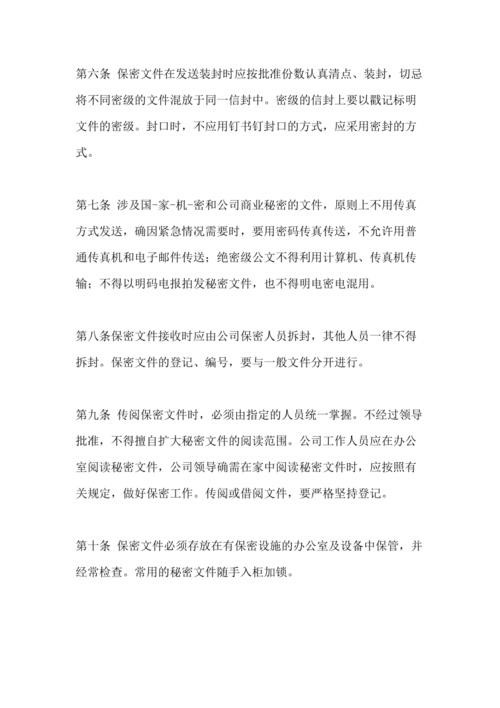 第六条 保密文件在发送装封时应按批准份数认真清点、装封，切忌
将不同密级的文件混放于同一信封中。密级的信封上要以戳记标明
文件的密级。封口时，不应用钉书钉封口的方式，应采用密封的方
式。
第七条 涉及国-家-机-密和公司商业秘密的文件，原则上不用传真
方式发送，确因紧急情况需要时，要用密码传真传送，不允许用普
通传真机和电子邮件传送；绝密级公文不得利用计算机、传真机传
输；不得以明码电报拍发秘密文件，也不得明电密电混用。
第八条保密文件接收时应由公司保密人员拆封，其他人员一律不得
拆封。保密文件的登记、编号，要与一般文件分开进行。
第九条 传阅保密文件时，必须由指定的人员统一掌握。不经过领导
批准，不得擅自扩大秘密文件的阅读范围。公司工作人员应在办公
室阅读秘密文件，公司领导确需在家中阅读秘密文件时，应按照有
关规定，做好保密工作。传阅或借阅文件，要严格坚持登记。
第十条 保密文件必须存放在有保密设施的办公室及设备中保管，并
经常检查。常用的秘密文件随手入柜加锁。